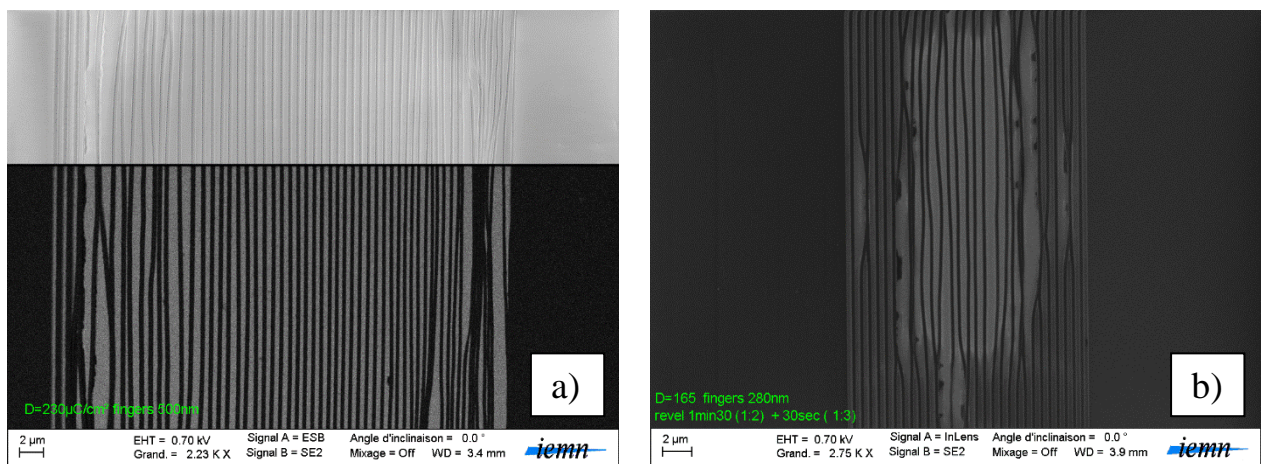 D=230µC/cm² fingers 500nm
a)
2 µm
EHT = 0.70 kV
Signal A = ESB
Angle d'inclinaison = 0.0 °
Grand. = 2.23 K X
Signal B = SE2
Mixage = Off
WD = 3.4 mm
iemn
D=165 fingers 280nm
revel 1min30 (1:2) + 30sec ( 1:3)
b)
2 µm
EHT = 0.70 kV
Signal A = InLens
Angle d'inclinaison = 0.0 °
Grand. = 2.75 K X
Signal B = SE2
Mixage = Off
WD = 3.9 mm
iemn